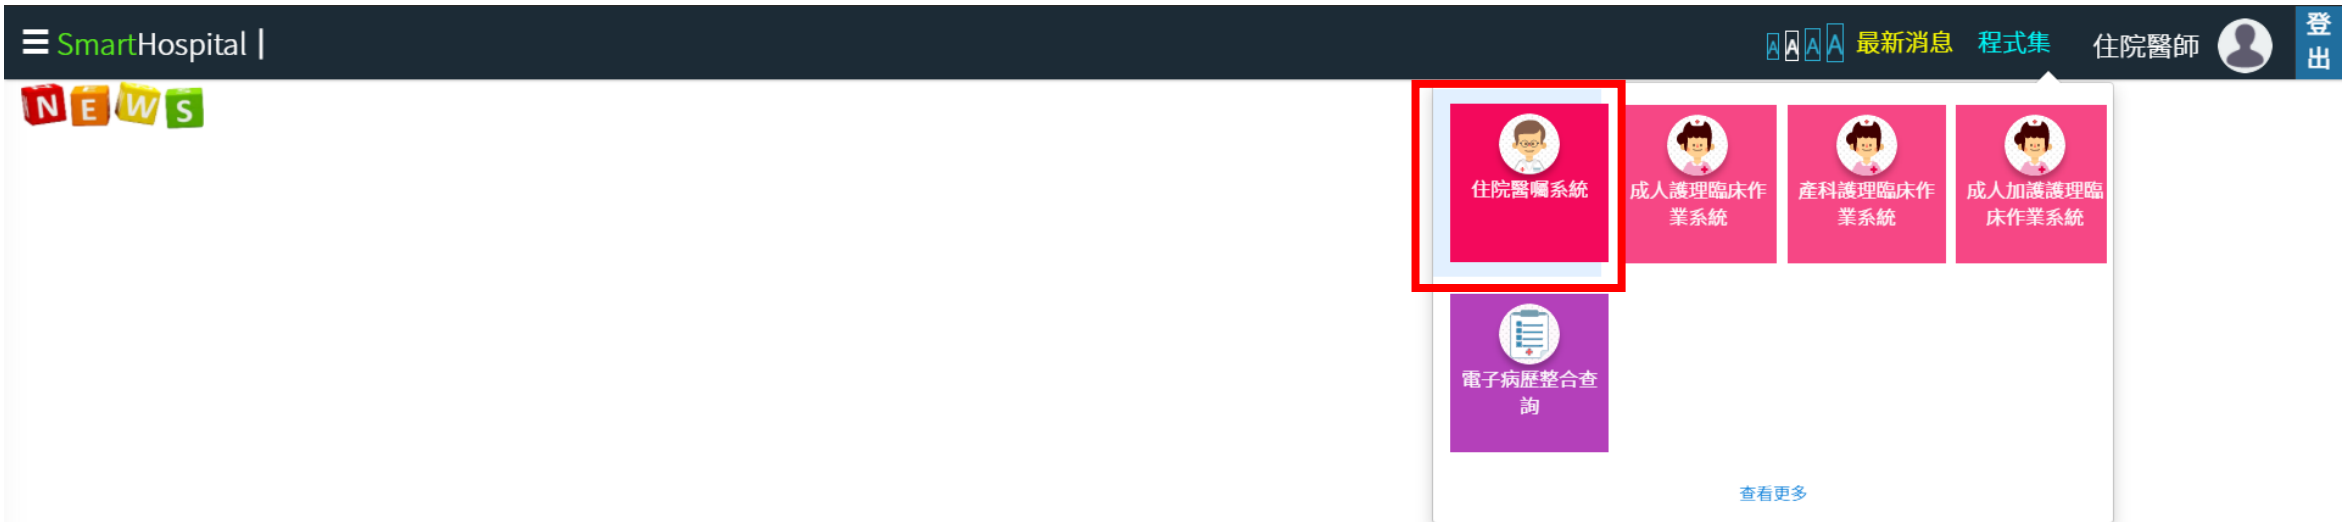 SmartHospital |
A A A A 最新消息 程式集 住院醫師 登出
NEWS
住院醫囑系統
成人護理臨床作
業系統
產科護理臨床作
業系統
成人加護護理臨
床作業系統
電子病歷整合查
詢
查看更多